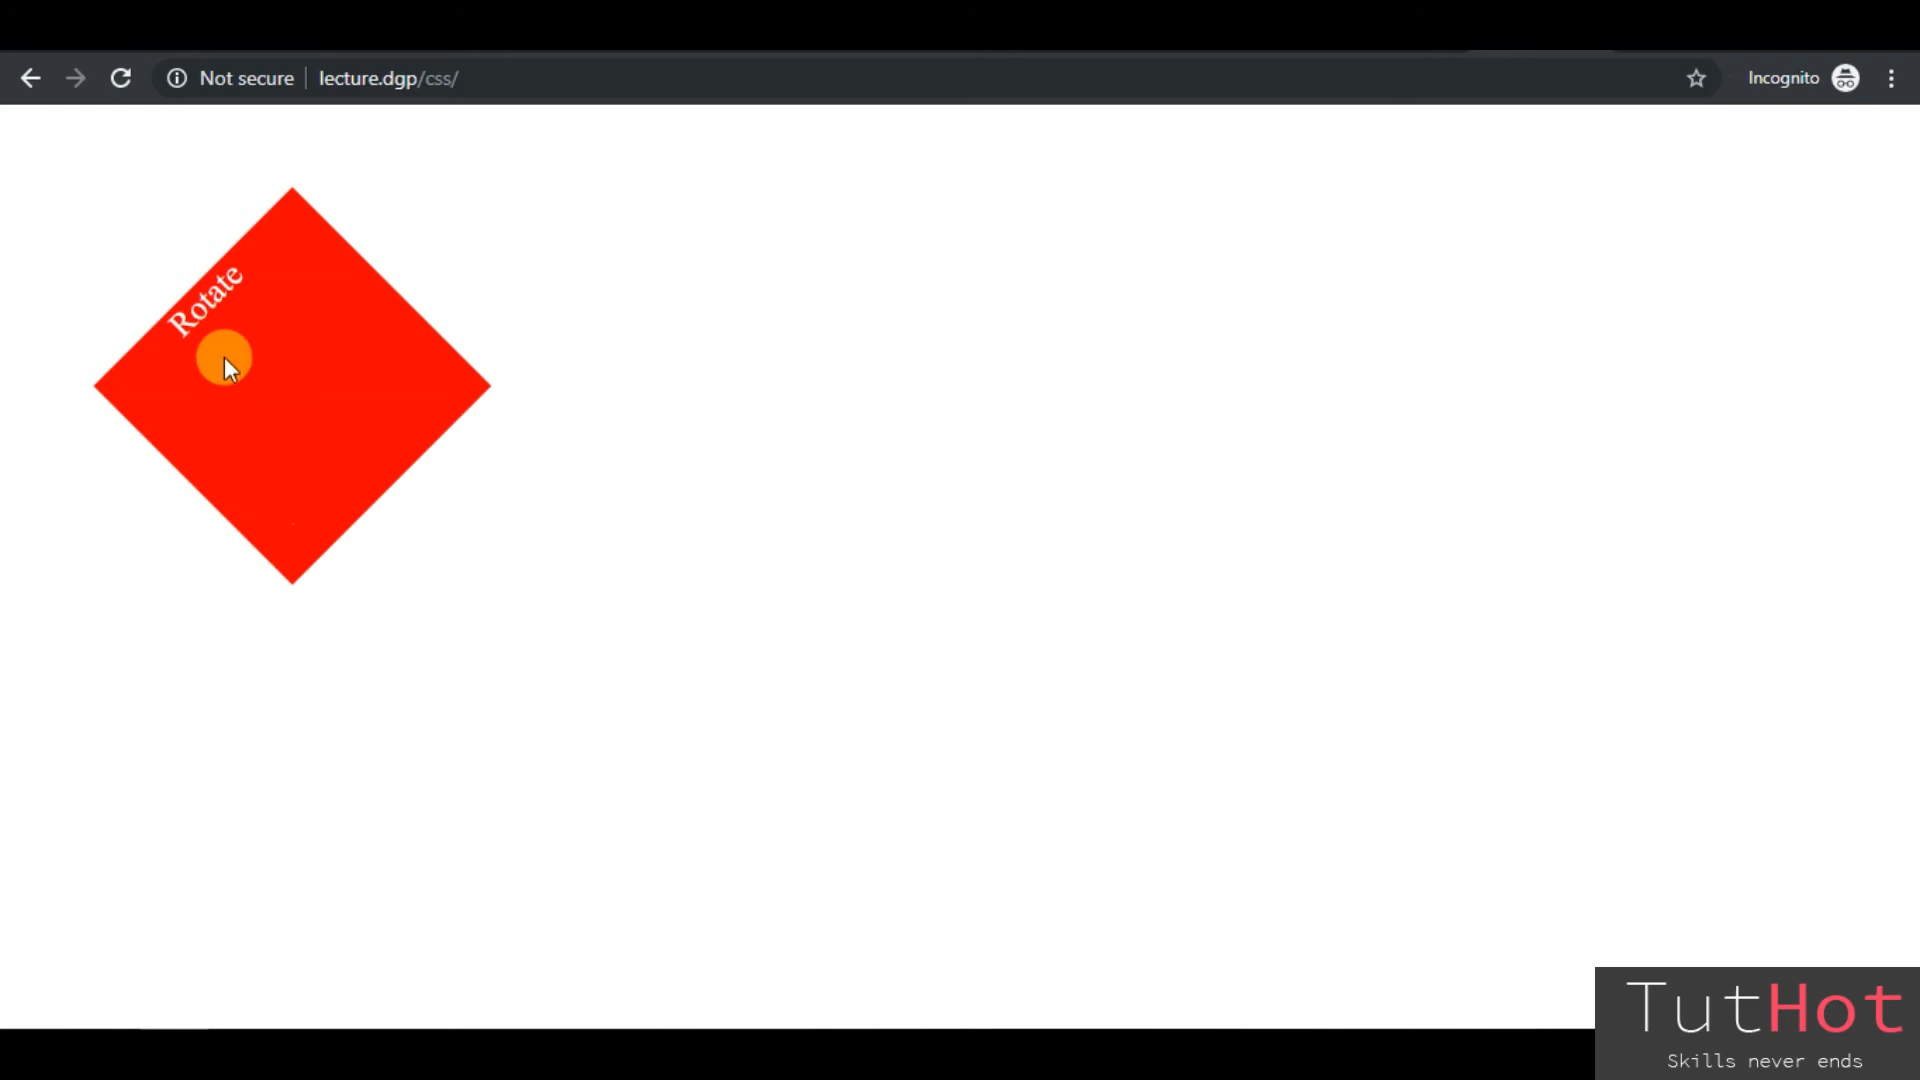 Not secure
lecture.dgp/css/
Incognito
Rotate
TutHot
Skills never ends